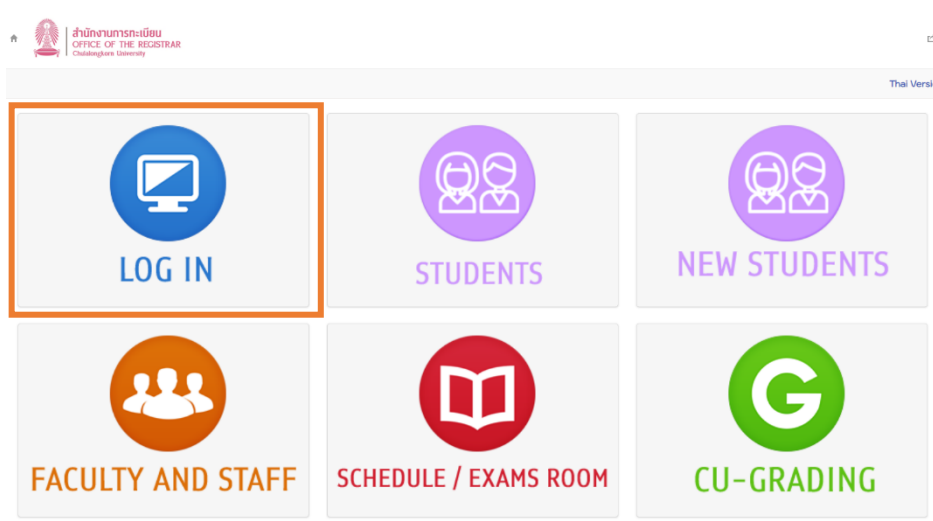 สำนักงานการทะเบียน
OFFICE OF THE REGISTRAR
Chulalongkorn University
Thai
LOG IN
STUDENTS
NEW STUDENTS
FACULTY AND STAFF
SCHEDULE / EXAMS ROOM
G
CU-GRADING